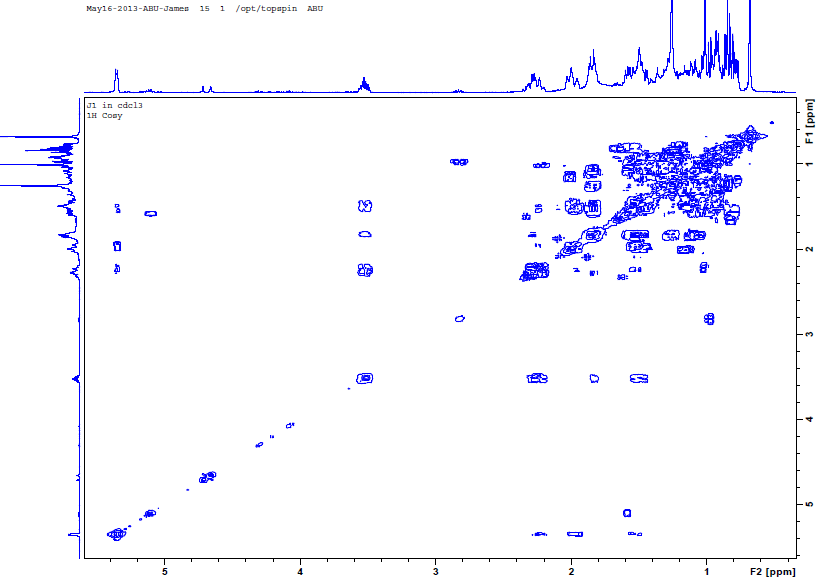 May16-2013-ABU-James 15 1 /opt/topspin ABU
J1 in cdcl3
1H Cosy
F1 [ppm]
1
2
3
4
5
5
4
3
2
1
F2 [ppm]